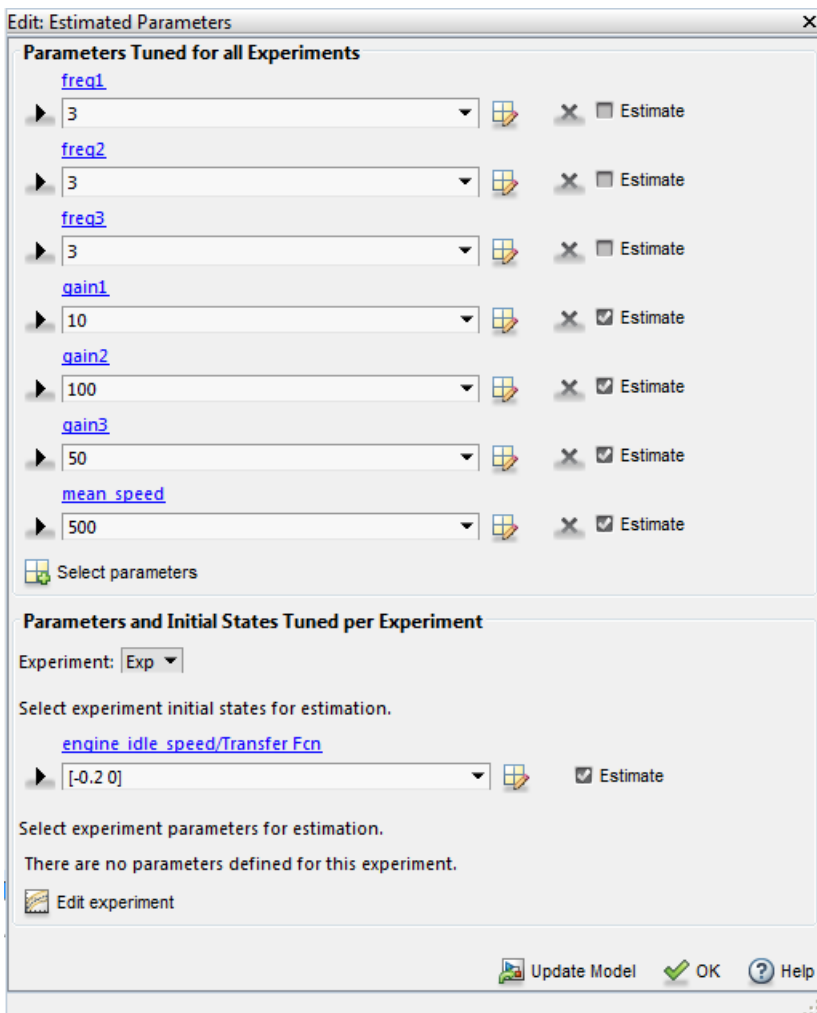 Edit: Estimated Parameters
Parameters Tuned for all Experiments
freq1
3 Estimate
freq2
3 Estimate
freq3
3 Estimate
gain1
10 Estimate
gain2
100 Estimate
gain3
50 Estimate
mean_speed
500 Estimate
Select parameters
Parameters and Initial States Tuned per Experiment
Experiment: Exp
Select experiment initial states for estimation.
engine_idle_speed/Transfer Fcn
[-0.2 0] Estimate
Select experiment parameters for estimation.
There are no parameters defined for this experiment.
Edit experiment
Update Model OK Help